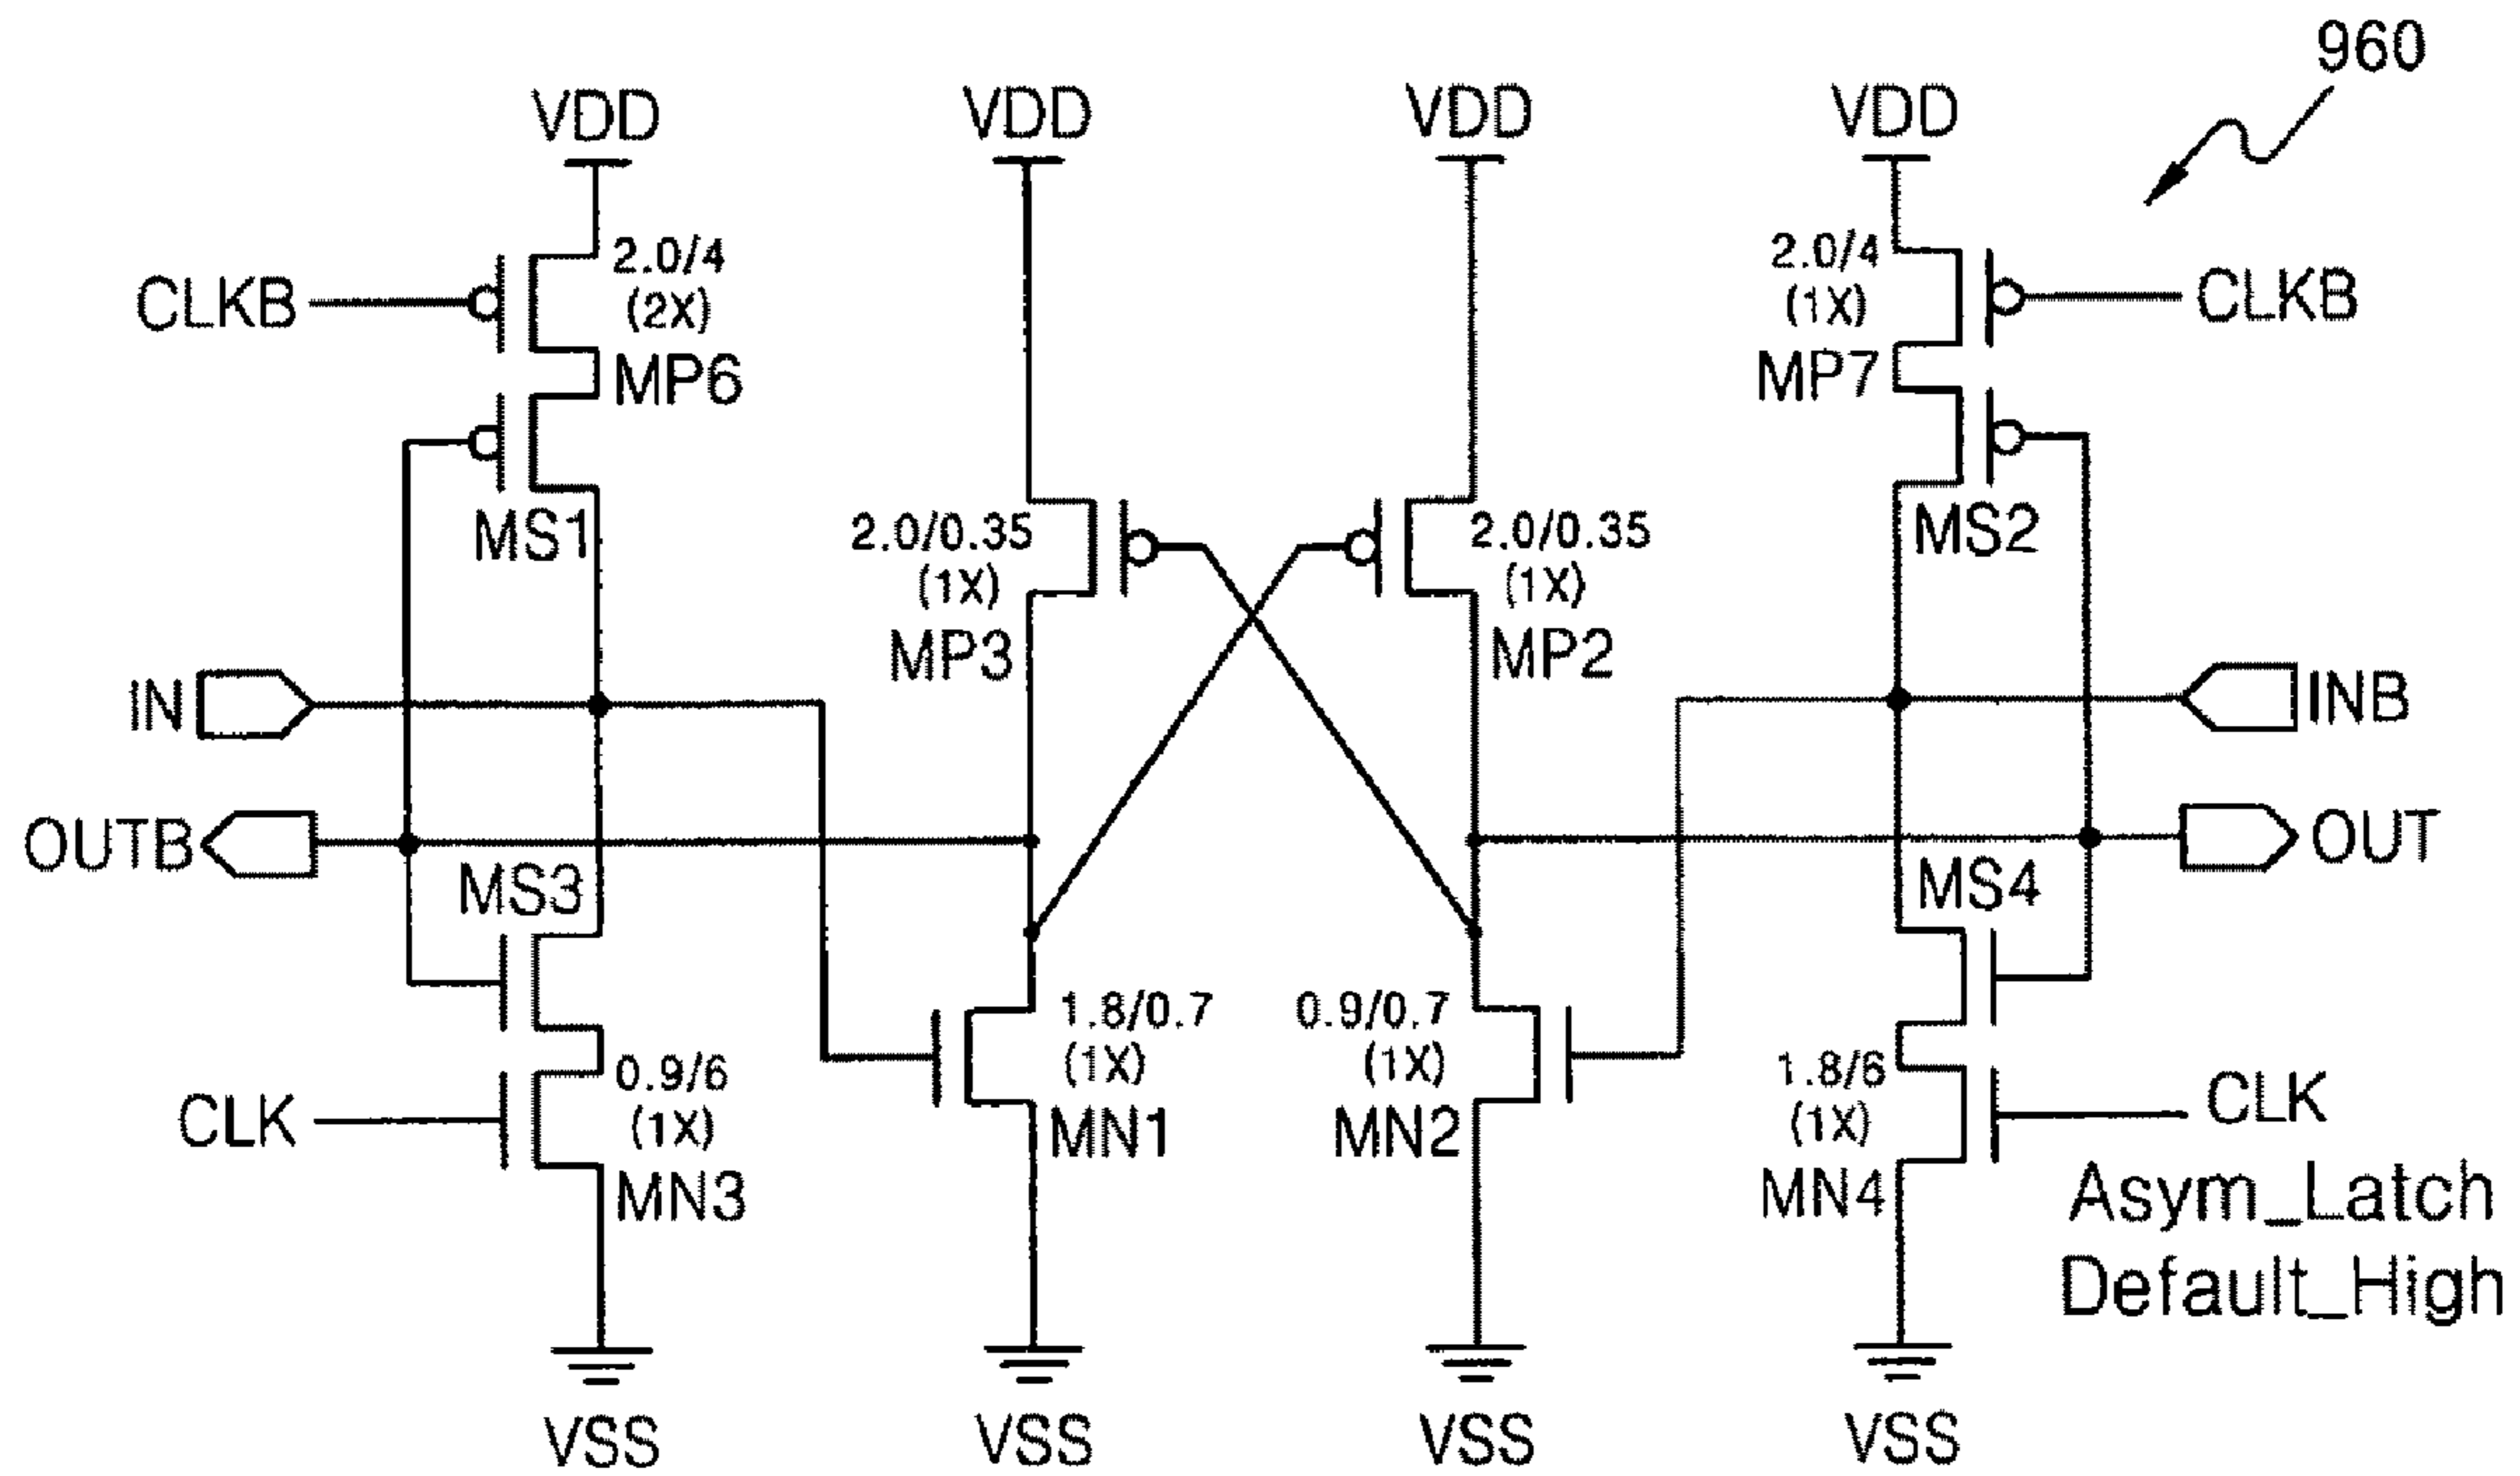 960
VDD
VDD
VDD
VDD
2.0/4
(2X)
MP6
CLKB
2.0/4
(1X)
MP7
CLKB
MS1
MS2
2.0/0.35
(1X)
MP3
2.0/0.35
(1X)
MP2
IN
INB
OUTB
OUT
MS3
MS4
1.8/0.7
(1X)
MN1
0.9/0.7
(1X)
MN2
0.9/6
(1X)
MN3
CLK
1.8/6
(1X)
MN4
CLK
Asym_Latch
Default_High
VSS
VSS
VSS
VSS